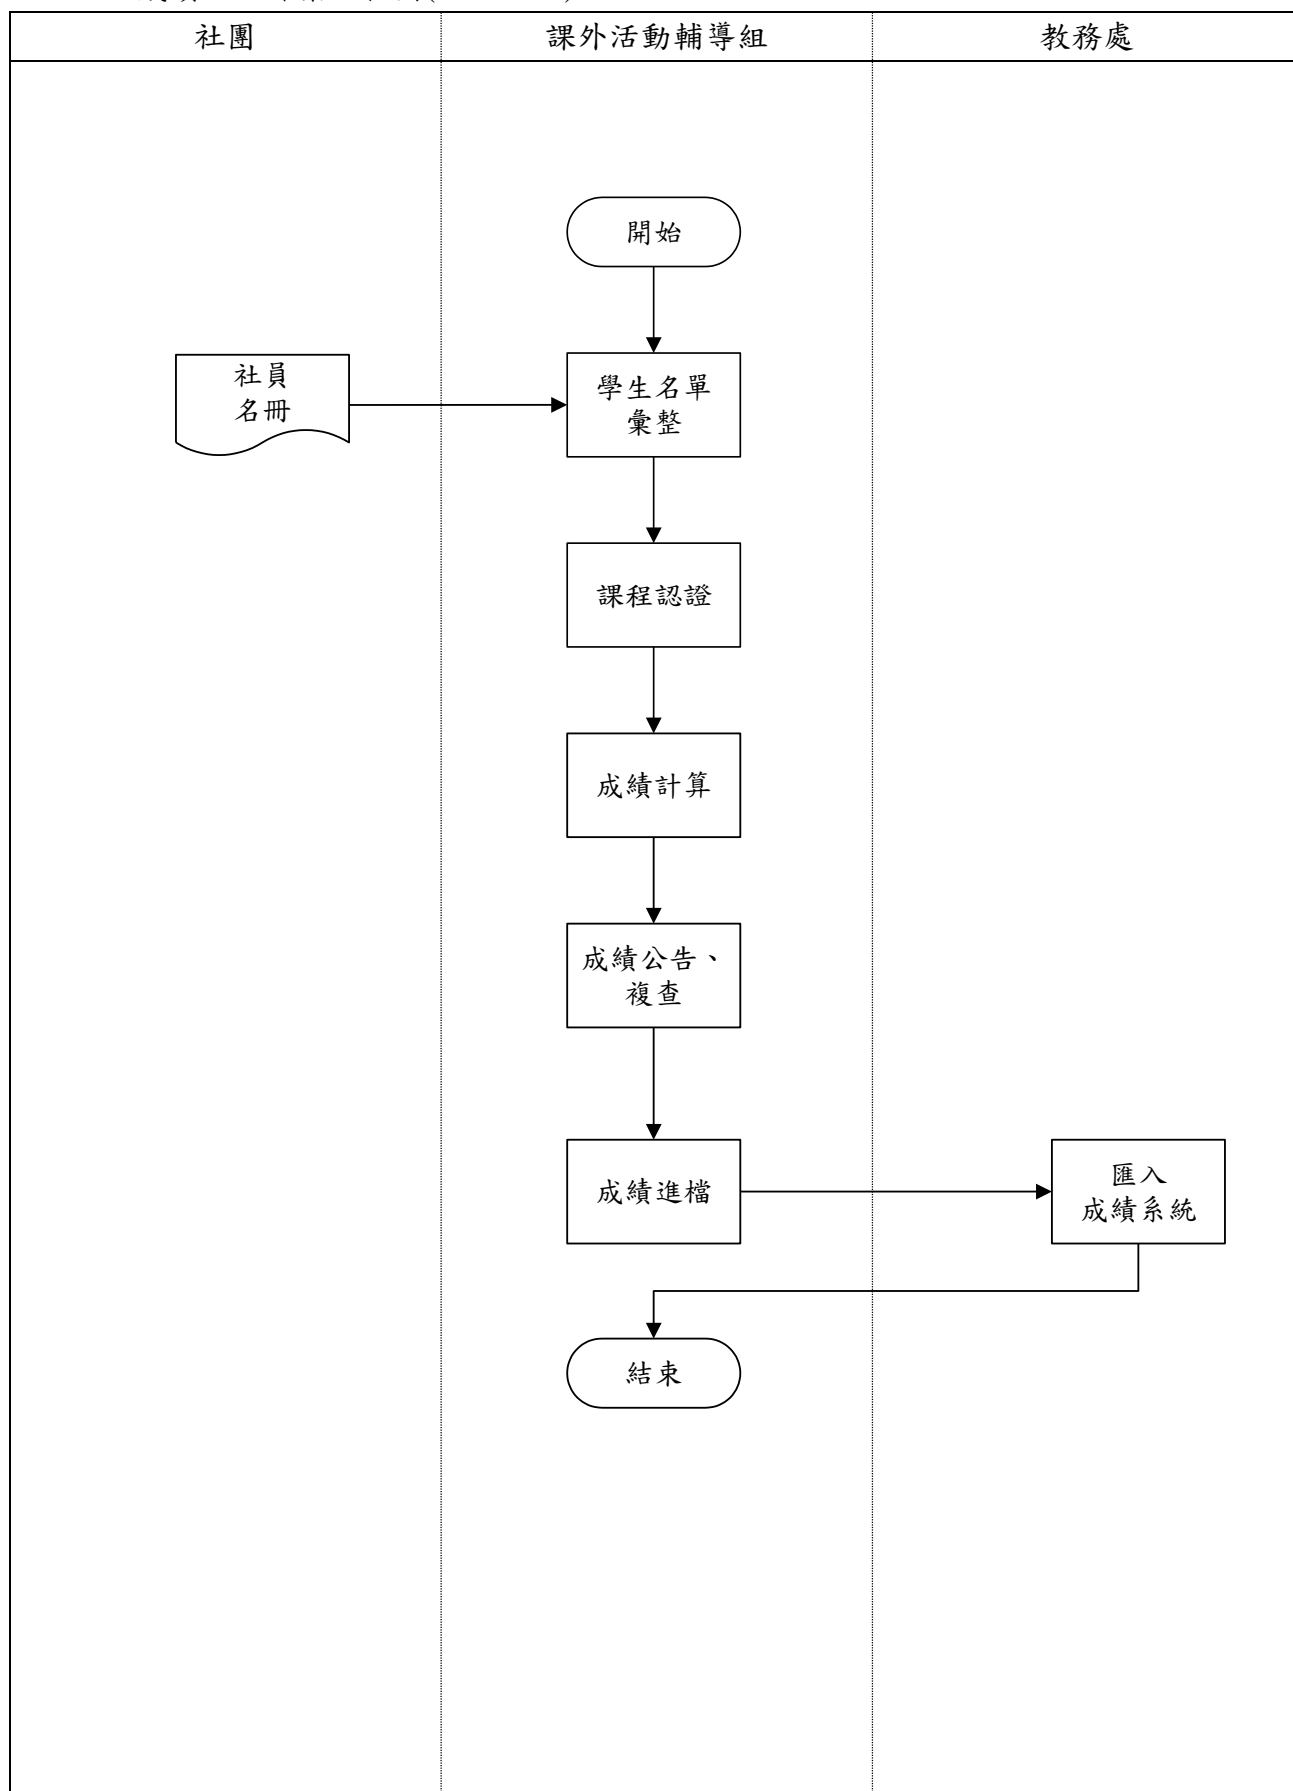 社團
課外活動輔導組
教務處
開始
社員
名冊
學生名單
彙整
課程認證
成績計算
成績公告、
複查
成績進檔
匯入
成績系統
結束